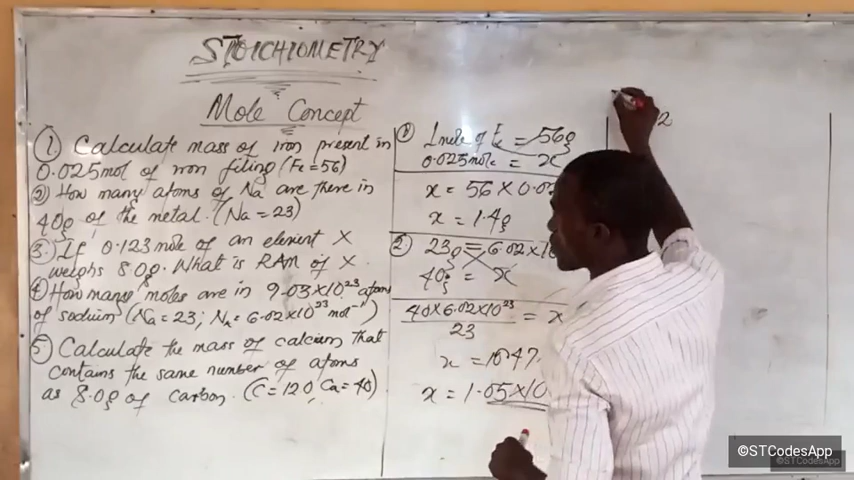 STOICHIOMETRY
Mole Concept
① Calculate mass of iron present in
0.025mol of iron filing (Fe=56)
② How many atoms of Na are there in
40g of the metal. (Na=23)
③ If 0.123 mole of an element X
weighs 8.0g. What is RAM of X.
④ How many moles are in 9.03×10²³ atoms
of sodium (Na=23; Nₐ=6.02×10²³ mol⁻¹)
⑤ Calculate the mass of calcium that
contains the same number of atoms
as 8.0g of carbon. (C=120, Ca=40)
① 1 mole of Fe = 56g
0.025mole = x
x = 56 × 0.02
x = 1.4g
② 23g = 6.02×10
40g = x
40×6.02×10²³ = x
23
x = 1.05×10
2
©STCodesApp
©STCodesApp